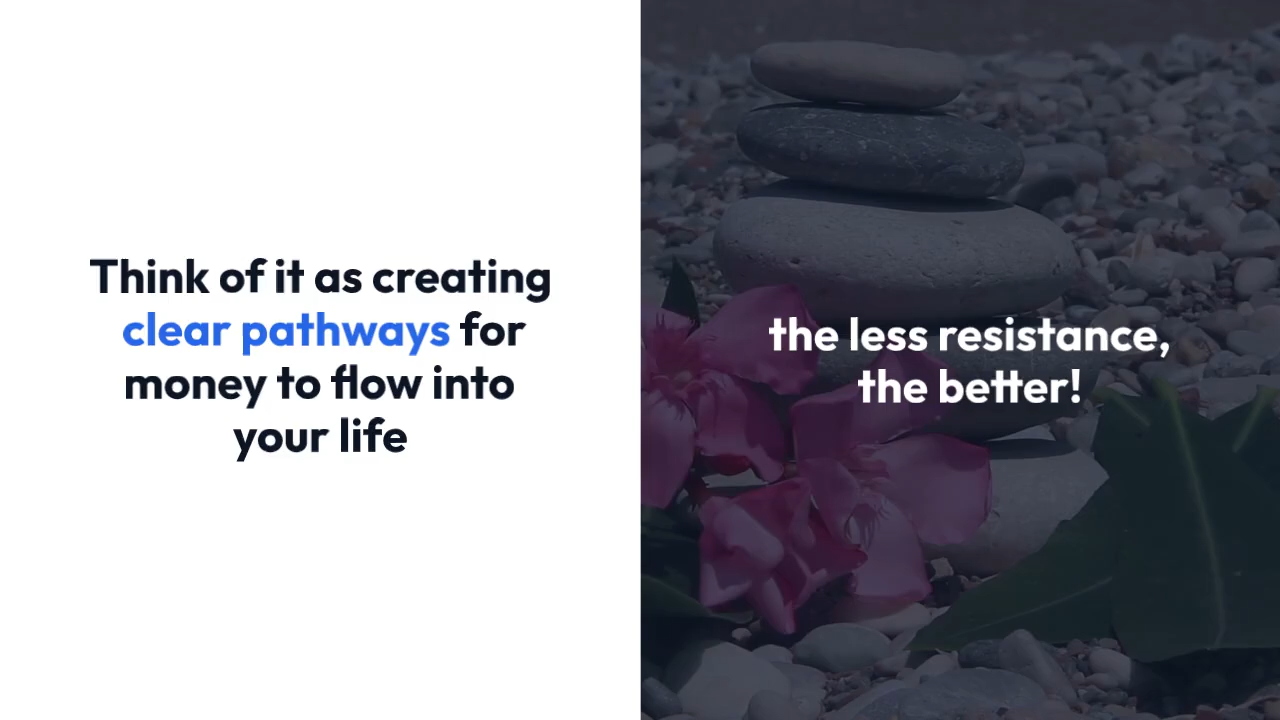 Think of it as creating
clear pathways for
money to flow into
your life
the less resistance,
the better!